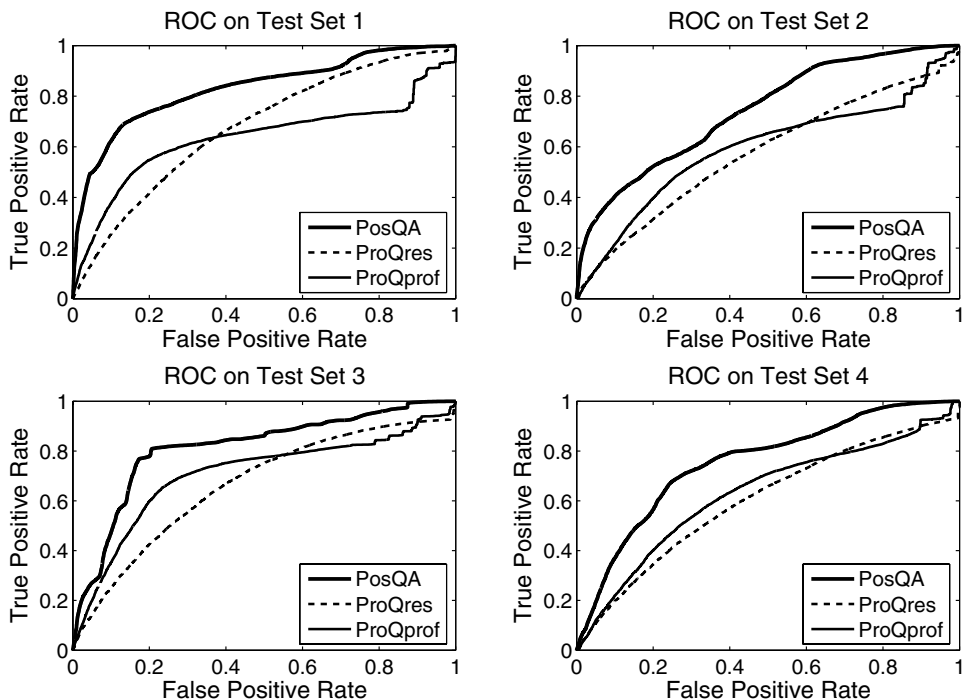 ROC on Test Set 1
True Positive Rate
1
0.8
0.6
0.4
0.2
0
PosQA
ProQres
ProQprof
0 0.2 0.4 0.6 0.8 1
False Positive Rate
ROC on Test Set 2
True Positive Rate
1
0.8
0.6
0.4
0.2
0
PosQA
ProQres
ProQprof
0 0.2 0.4 0.6 0.8 1
False Positive Rate
ROC on Test Set 3
True Positive Rate
1
0.8
0.6
0.4
0.2
0
PosQA
ProQres
ProQprof
0 0.2 0.4 0.6 0.8 1
False Positive Rate
ROC on Test Set 4
True Positive Rate
1
0.8
0.6
0.4
0.2
0
PosQA
ProQres
ProQprof
0 0.2 0.4 0.6 0.8 1
False Positive Rate